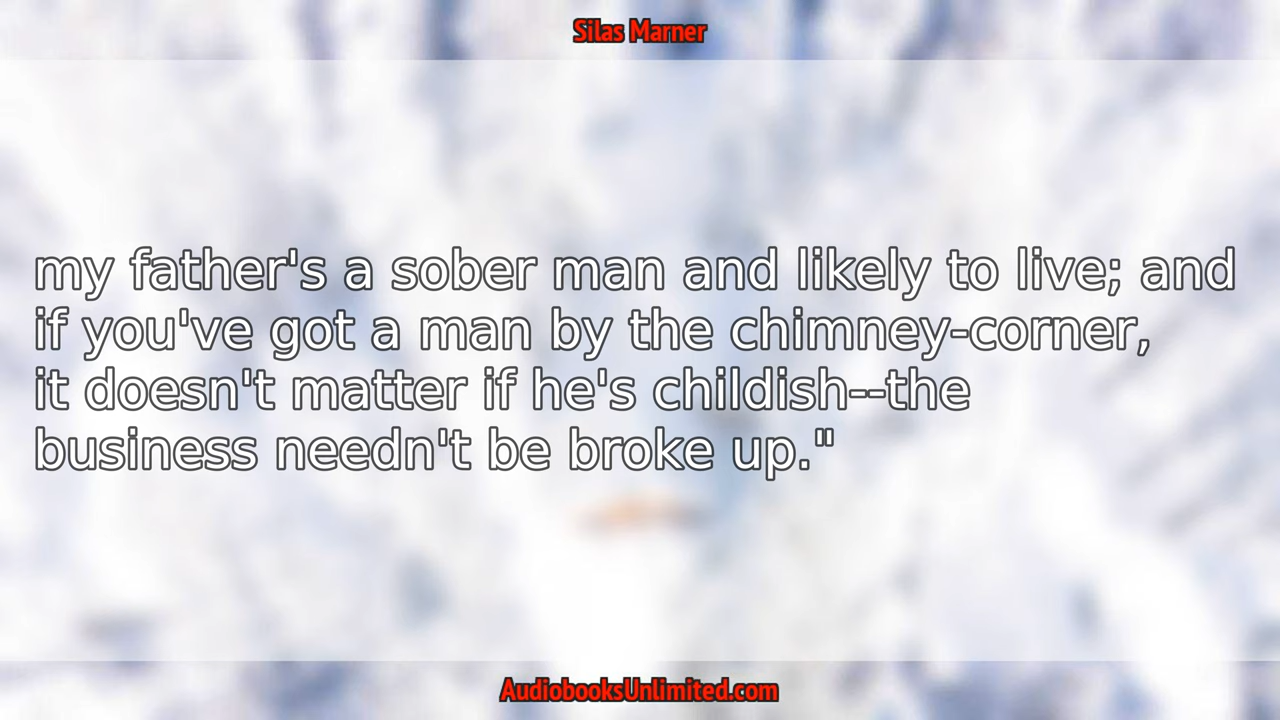 Silas Marner
my father's a sober man and likely to live; and
if you've got a man by the chimney-corner,
it doesn't matter if he's childish--the
business needn't be broke up."
AudiobooksUnlimited.com